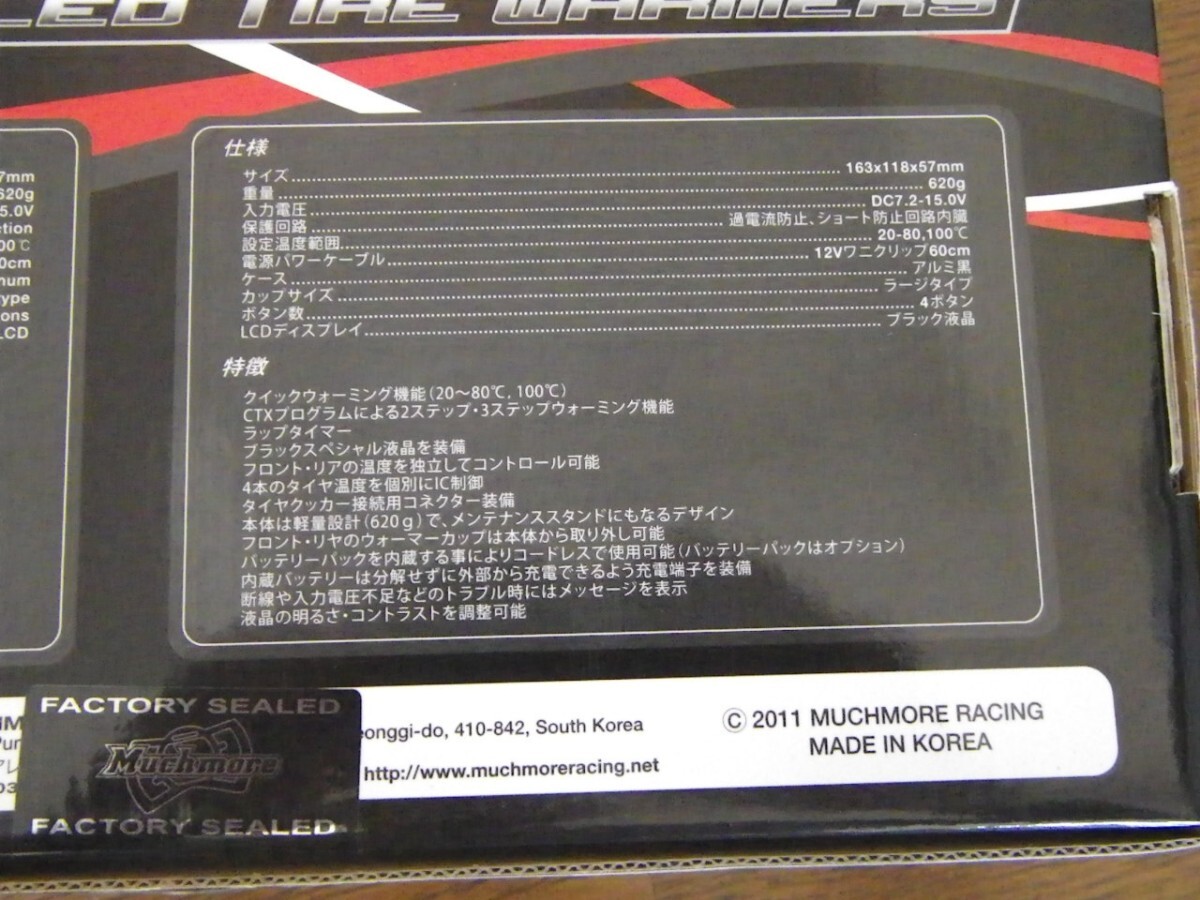 LED TIRE WARMERS
7mm
620g
5.0V
ction
00℃
0cm
num
type
ons
LCD
仕様
サイズ 163x118x57mm
重量 620g
入力電圧 DC7.2-15.0V
保護回路 過電流防止、ショート防止回路内臓
設定温度範囲 20-80,100℃
電源パワーケーブル 12Vワニクリップ60cm
ケース アルミ黒
カップサイズ ラージタイプ
ボタン数 4ボタン
LCDディスプレイ ブラック液晶
特徴
クイックウォーミング機能(20～80℃, 100℃)
CTXプログラムによる2ステップ・3ステップウォーミング機能
ラップタイマー
ブラックスペシャル液晶を装備
フロント・リアの温度を独立してコントロール可能
4本のタイヤ温度を個別にIC制御
タイヤクッカー接続用コネクター装備
本体は軽量設計(620g)で、メンテナンススタンドにもなるデザイン
フロント・リヤのウォーマーカップは本体から取り外し可能
バッテリーパックを内蔵する事によりコードレスで使用可能(バッテリーパックはオプション)
内蔵バッテリーは分解せずに外部から充電できるよう充電端子を装備
断線や入力電圧不足などのトラブル時にはメッセージを表示
液晶の明るさ・コントラストを調整可能
FACTORY SEALED
Muchmore
FACTORY SEALED
onggi-do, 410-842, South Korea
http://www.muchmoreracing.net
© 2011 MUCHMORE RACING
MADE IN KOREA